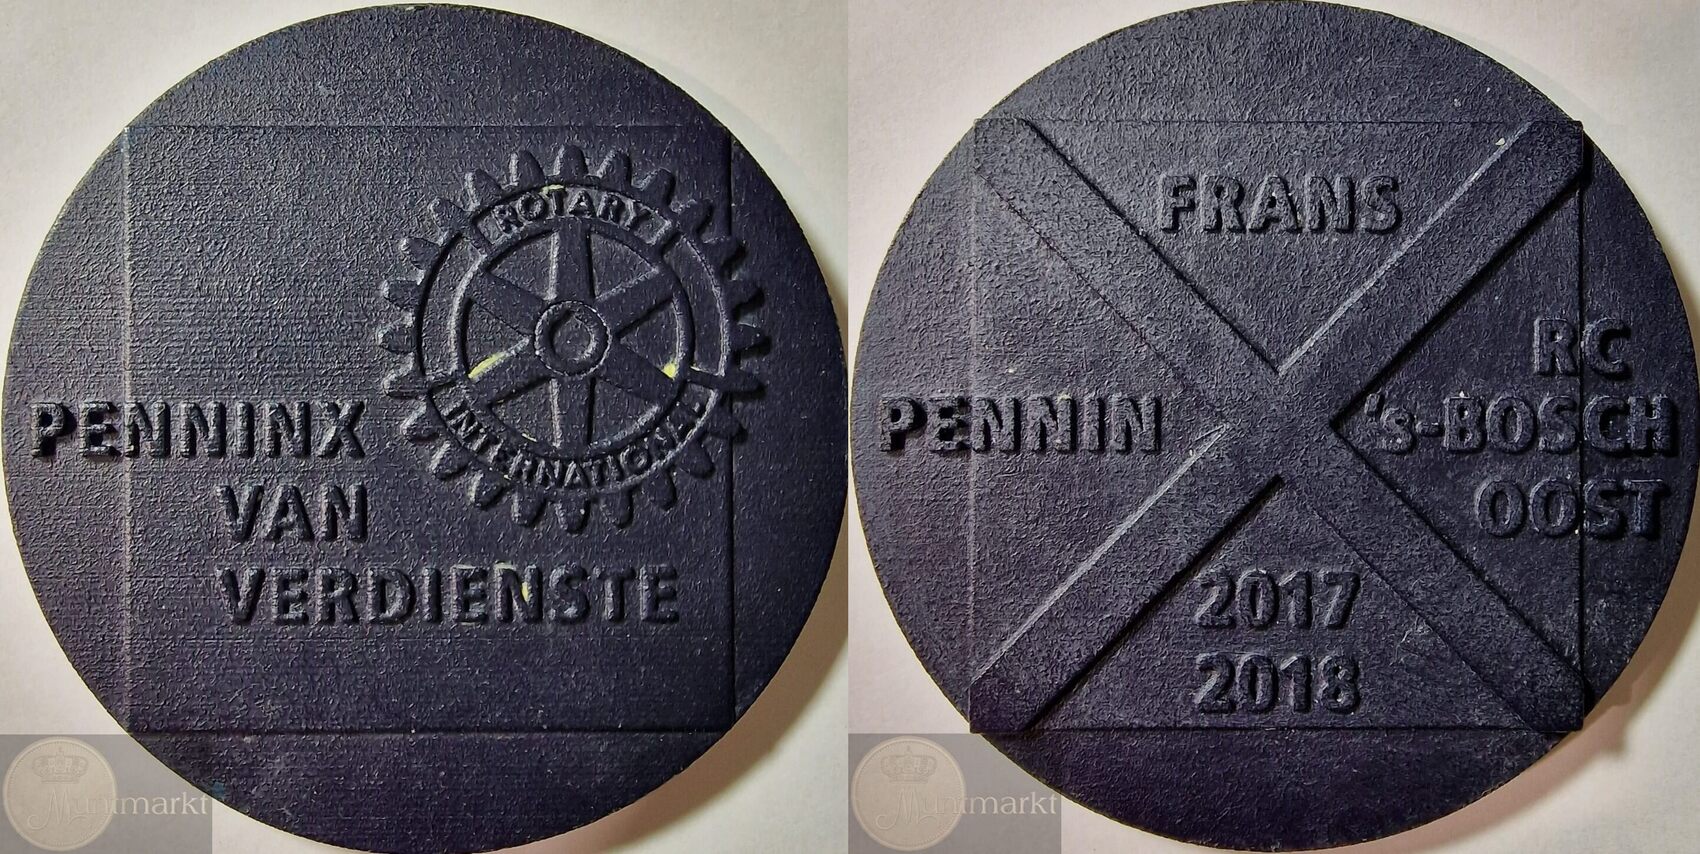 ROTARY
INTERNATIONAL
PENNINX
VAN
VERDIENSTE
Muntmarkt
FRANS
PENNIN
RC
's-BOSCH
OOST
2017
2018
Muntmarkt